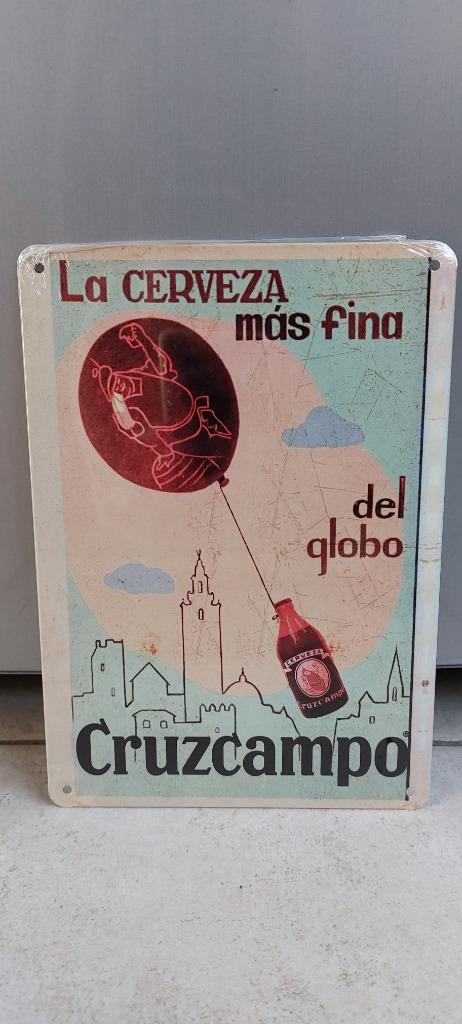 La CERVEZA
más fina
del
globo
CERVEZA
Cruzcampo
Cruzcampo®